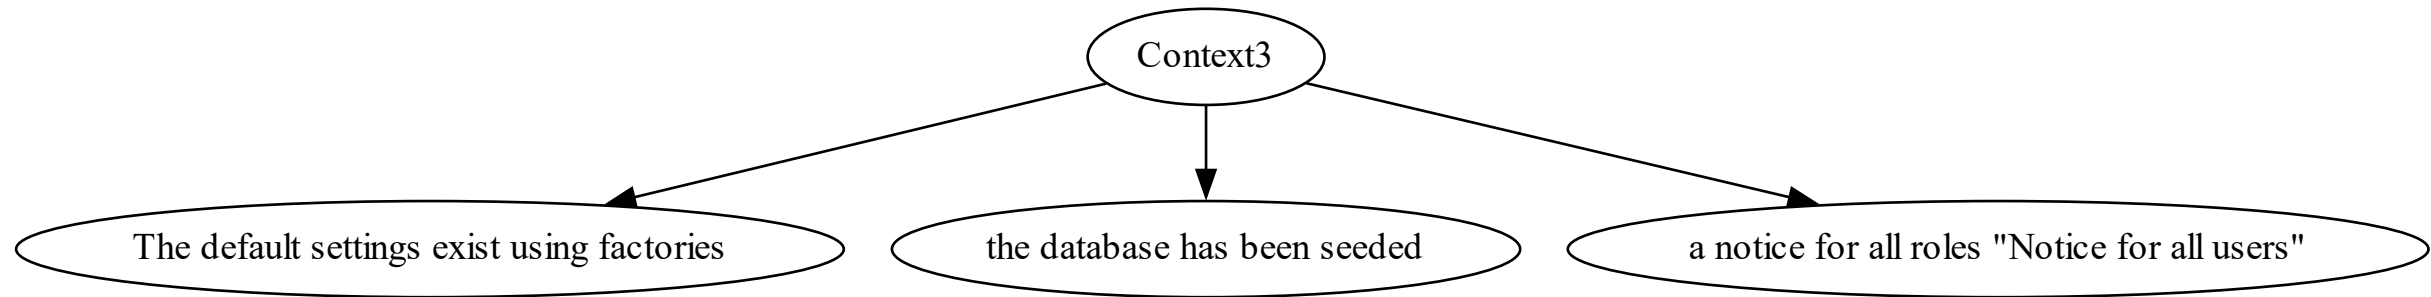 Context3
The default settings exist using factories
the database has been seeded
a notice for all roles "Notice for all users"